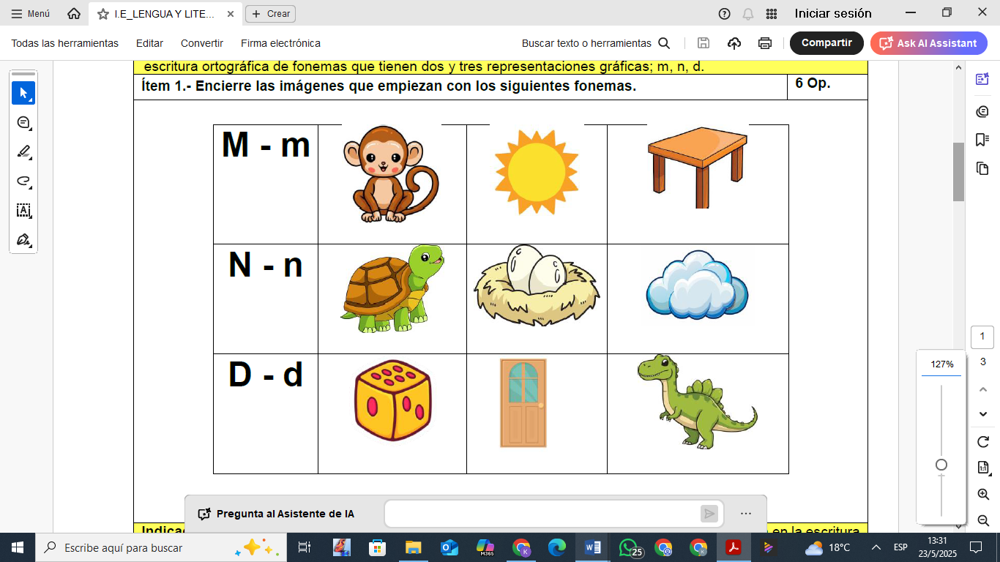 Menú
I.E_LENGUA Y LITE...
Crear
Iniciar sesión
Todas las herramientas
Editar
Convertir
Firma electrónica
Buscar texto o herramientas
Compartir
Ask AI Assistant
escritura ortográfica de fonemas que tienen dos y tres representaciones gráficas; m, n, d.
Ítem 1.- Encierre las imágenes que empiezan con los siguientes fonemas.
6 Op.
M - m
N - n
D - d
1
3
127%
1:1
Pregunta al Asistente de IA
en la escritura
Escribe aquí para buscar
M365
K
25
K
18°C
ESP
13:31
23/5/2025